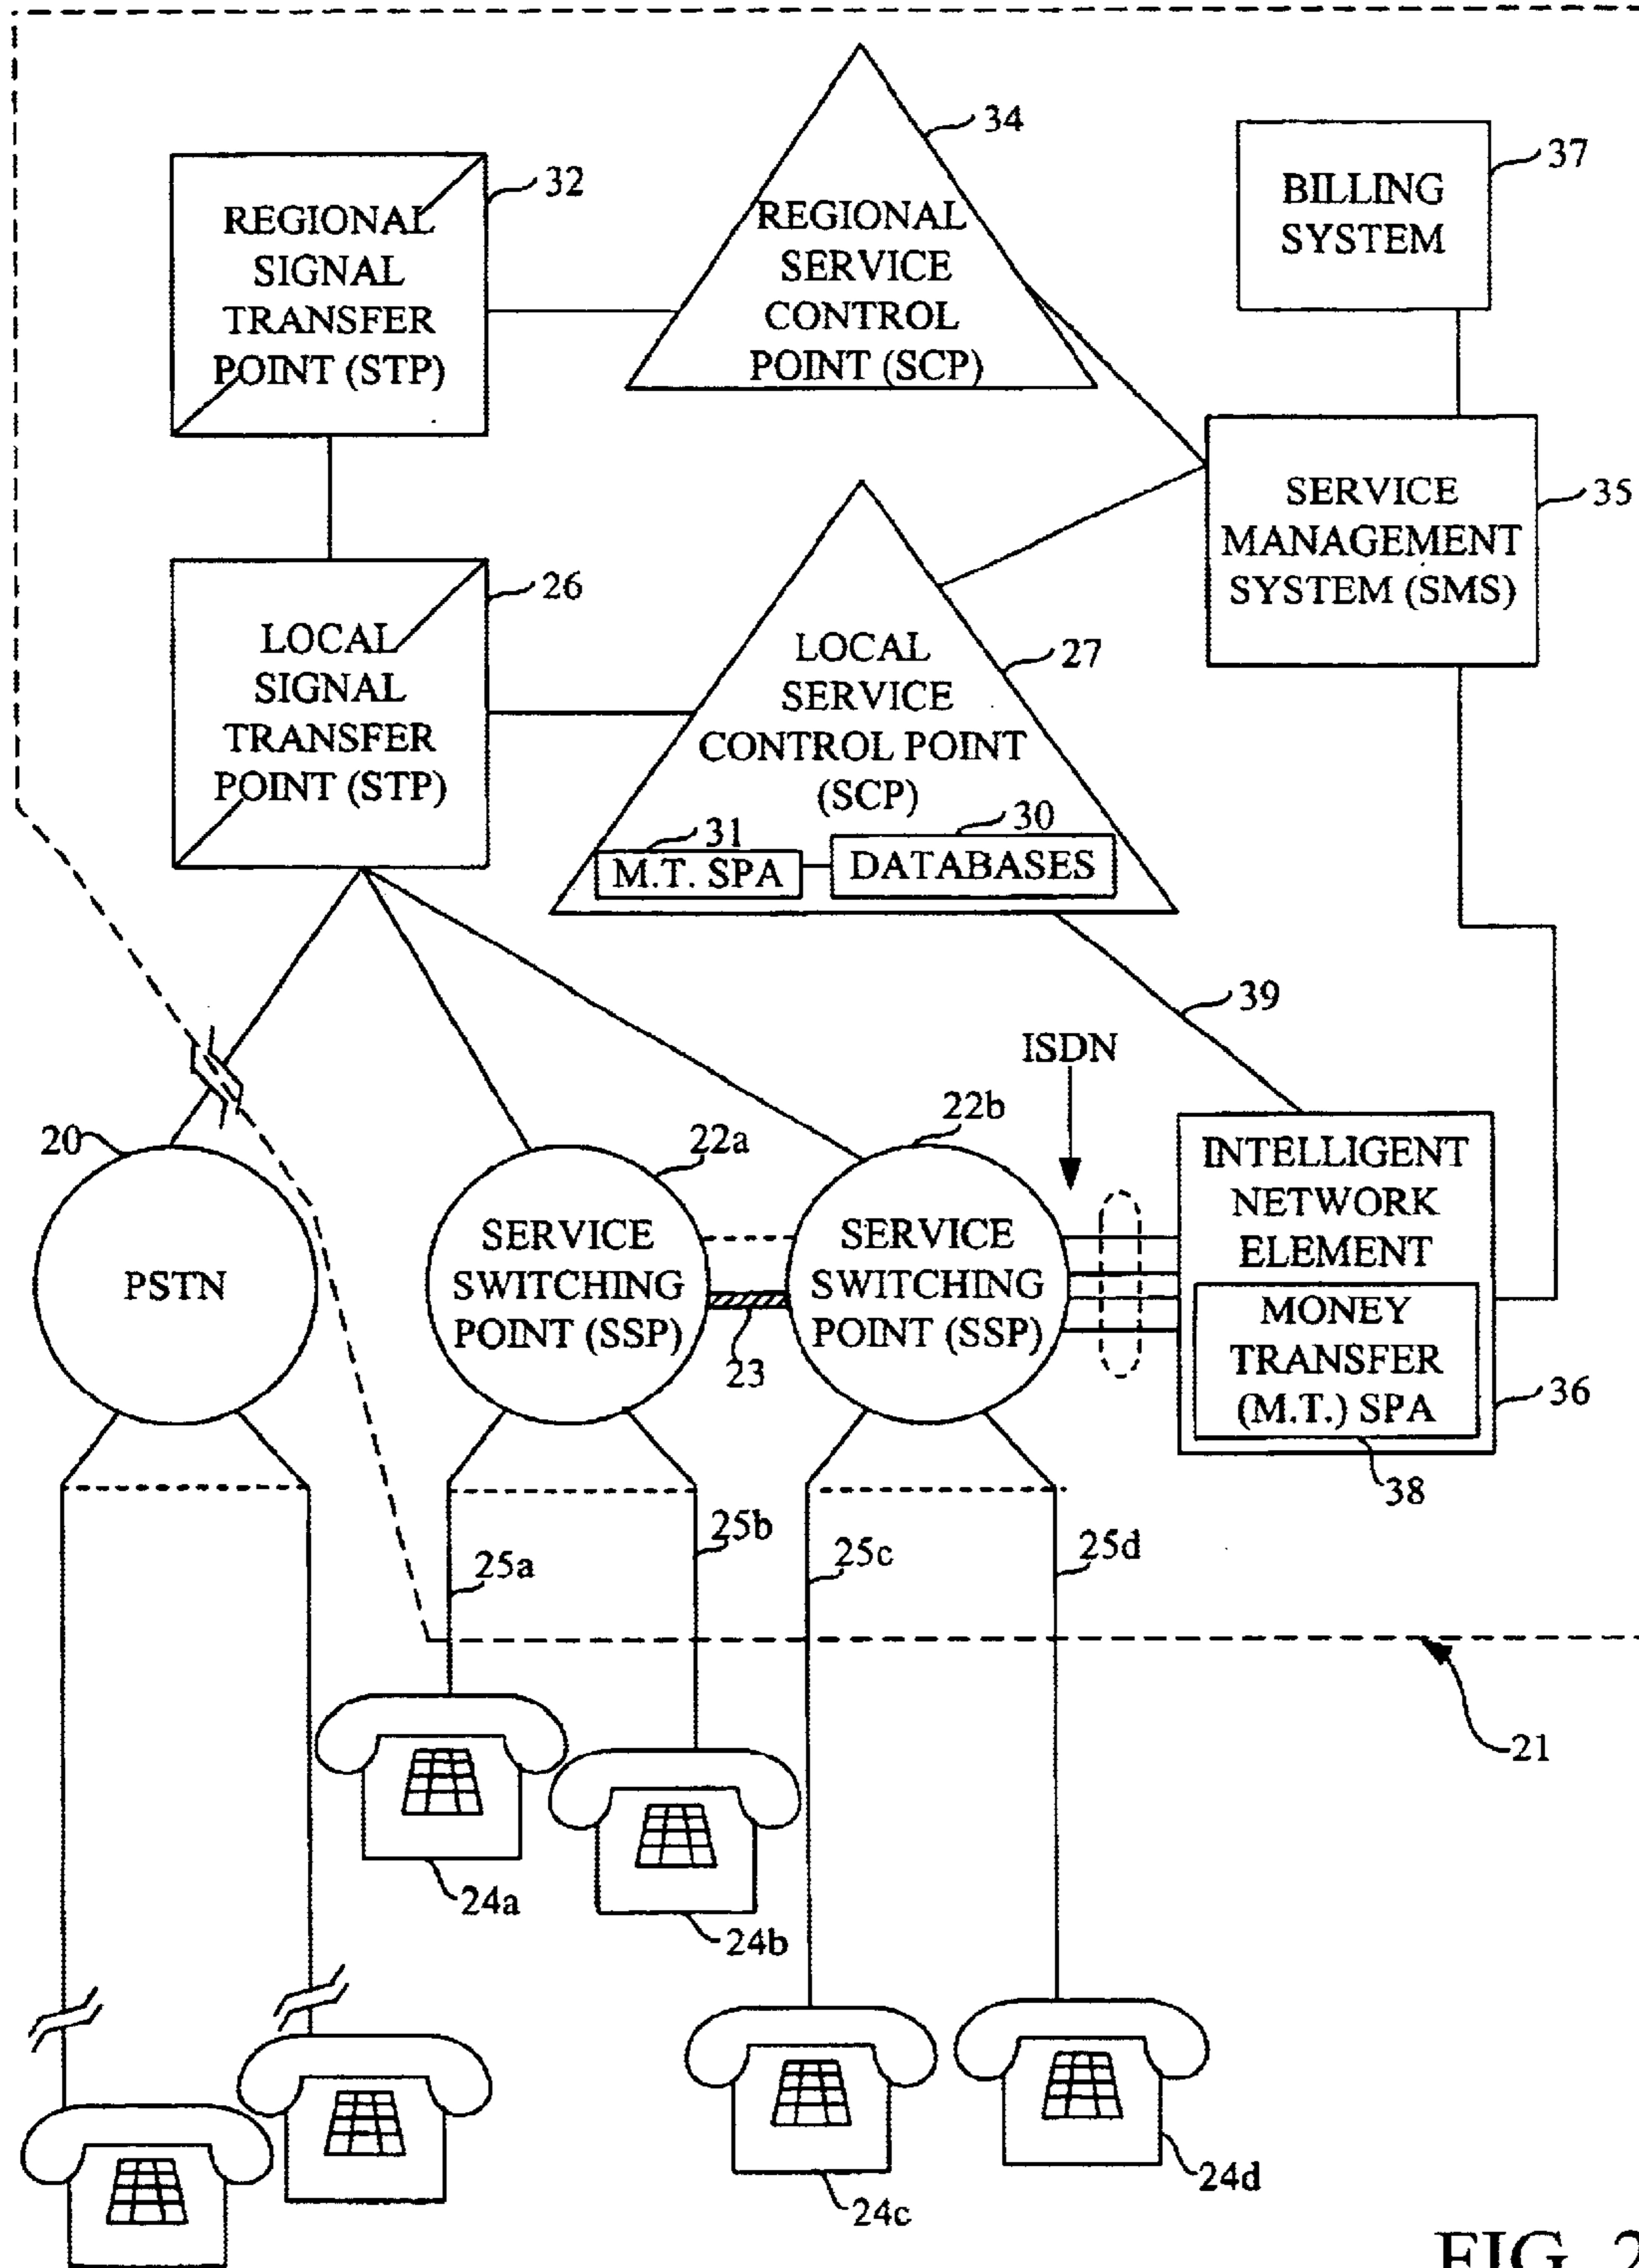 34
37
32
BILLING
SYSTEM
REGIONAL
SIGNAL
TRANSFER
POINT (STP)
REGIONAL
SERVICE
CONTROL
POINT (SCP)
35
SERVICE
MANAGEMENT
SYSTEM (SMS)
26
LOCAL
SIGNAL
TRANSFER
POINT (STP)
27
LOCAL
SERVICE
CONTROL POINT
(SCP)
31
30
M.T. SPA
DATABASES
39
ISDN
20
22a
22b
PSTN
SERVICE
SWITCHING
POINT (SSP)
23
SERVICE
SWITCHING
POINT (SSP)
INTELLIGENT
NETWORK
ELEMENT
MONEY
TRANSFER
(M.T.) SPA
36
38
25a
25b
25c
25d
21
24a
24b
24c
24d
FIG. 2